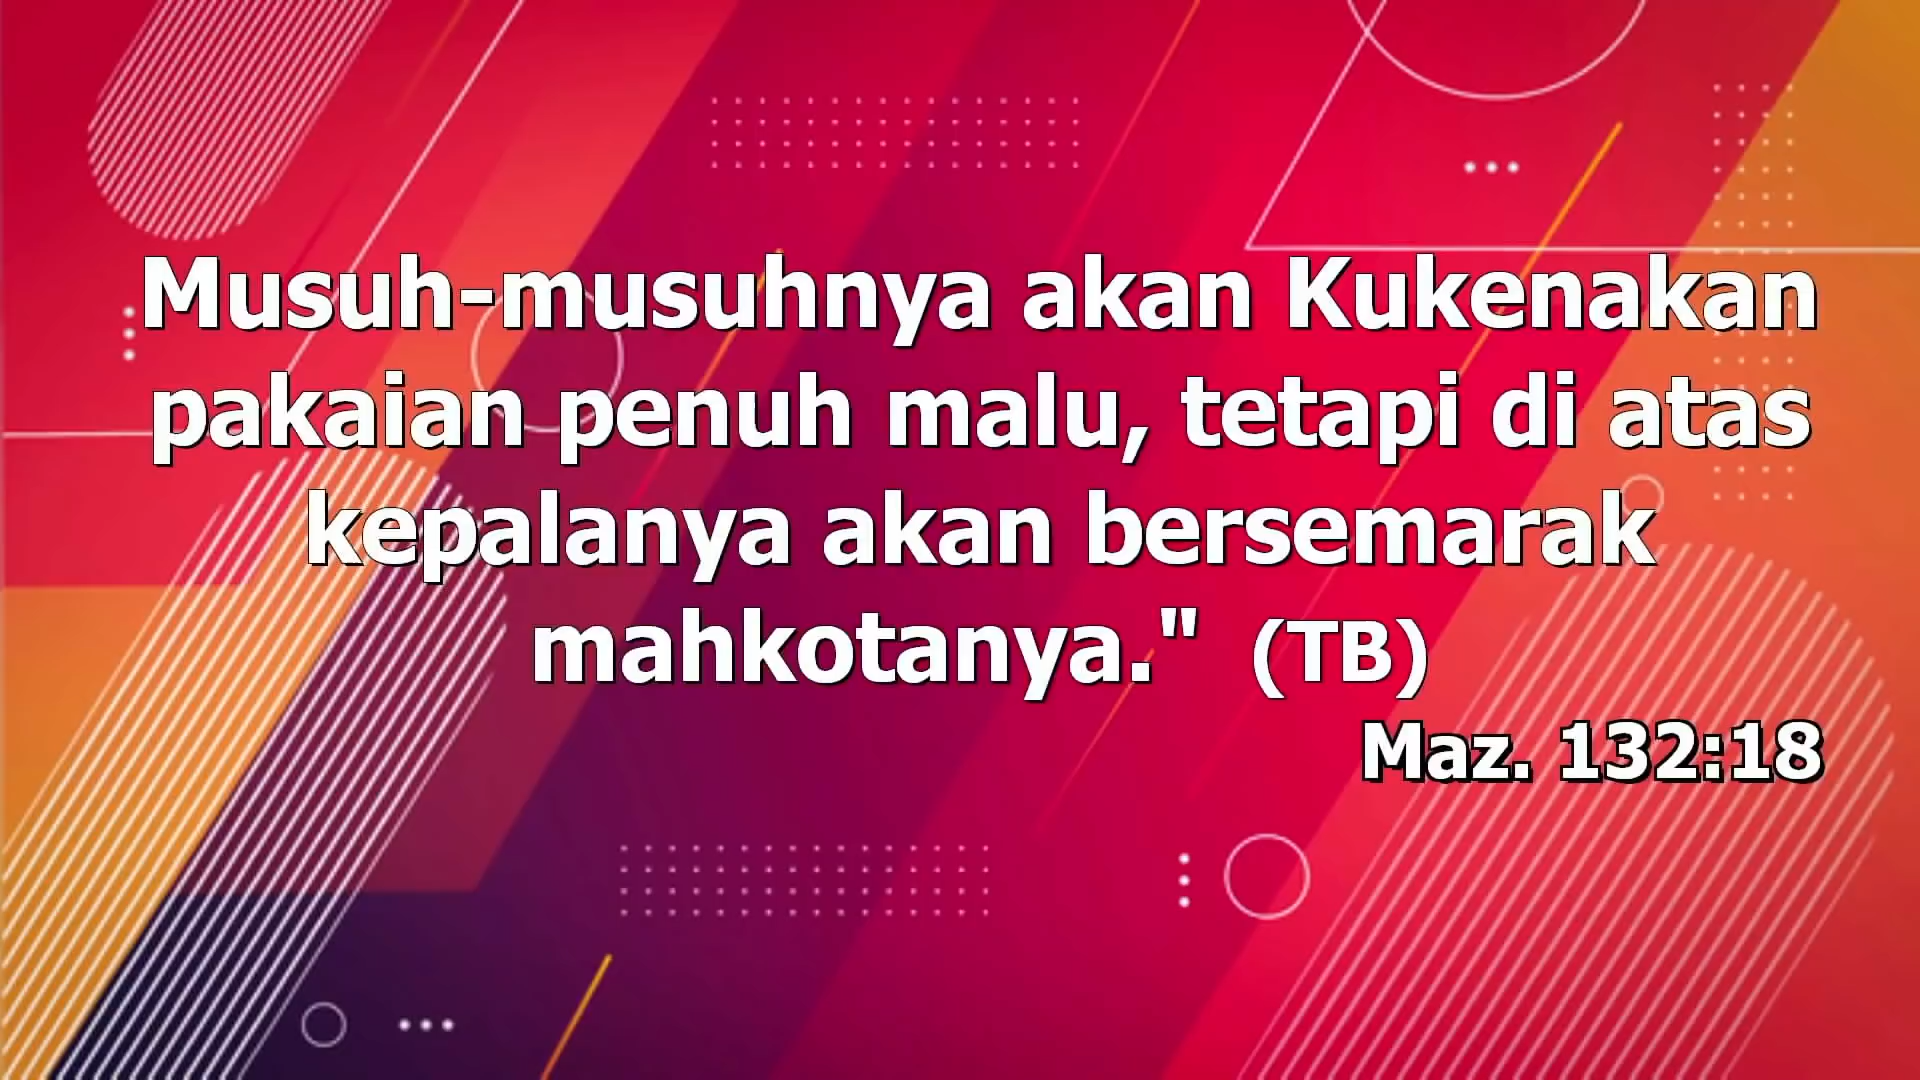 Musuh-musuhnya akan Kukenakan
pakaian penuh malu, tetapi di atas
kepalanya akan bersemarak
mahkotanya." (TB)
Maz. 132:18